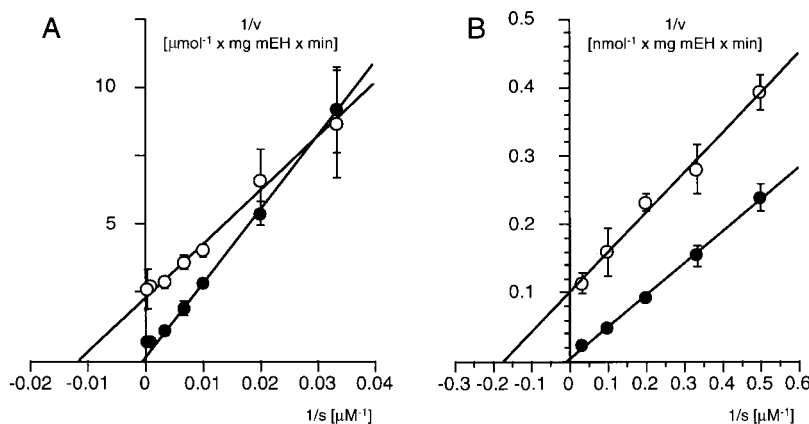 A
1/v
[μmol⁻¹ x mg mEH x min]
10
5
-0.02 -0.01 0 0.01 0.02 0.03 0.04
1/s [μM⁻¹]
B
1/v
[nmol⁻¹ x mg mEH x min]
0.5
0.4
0.3
0.2
0.1
-0.3 -0.2 -0.1 0 0.1 0.2 0.3 0.4 0.5 0.6
1/s [μM⁻¹]